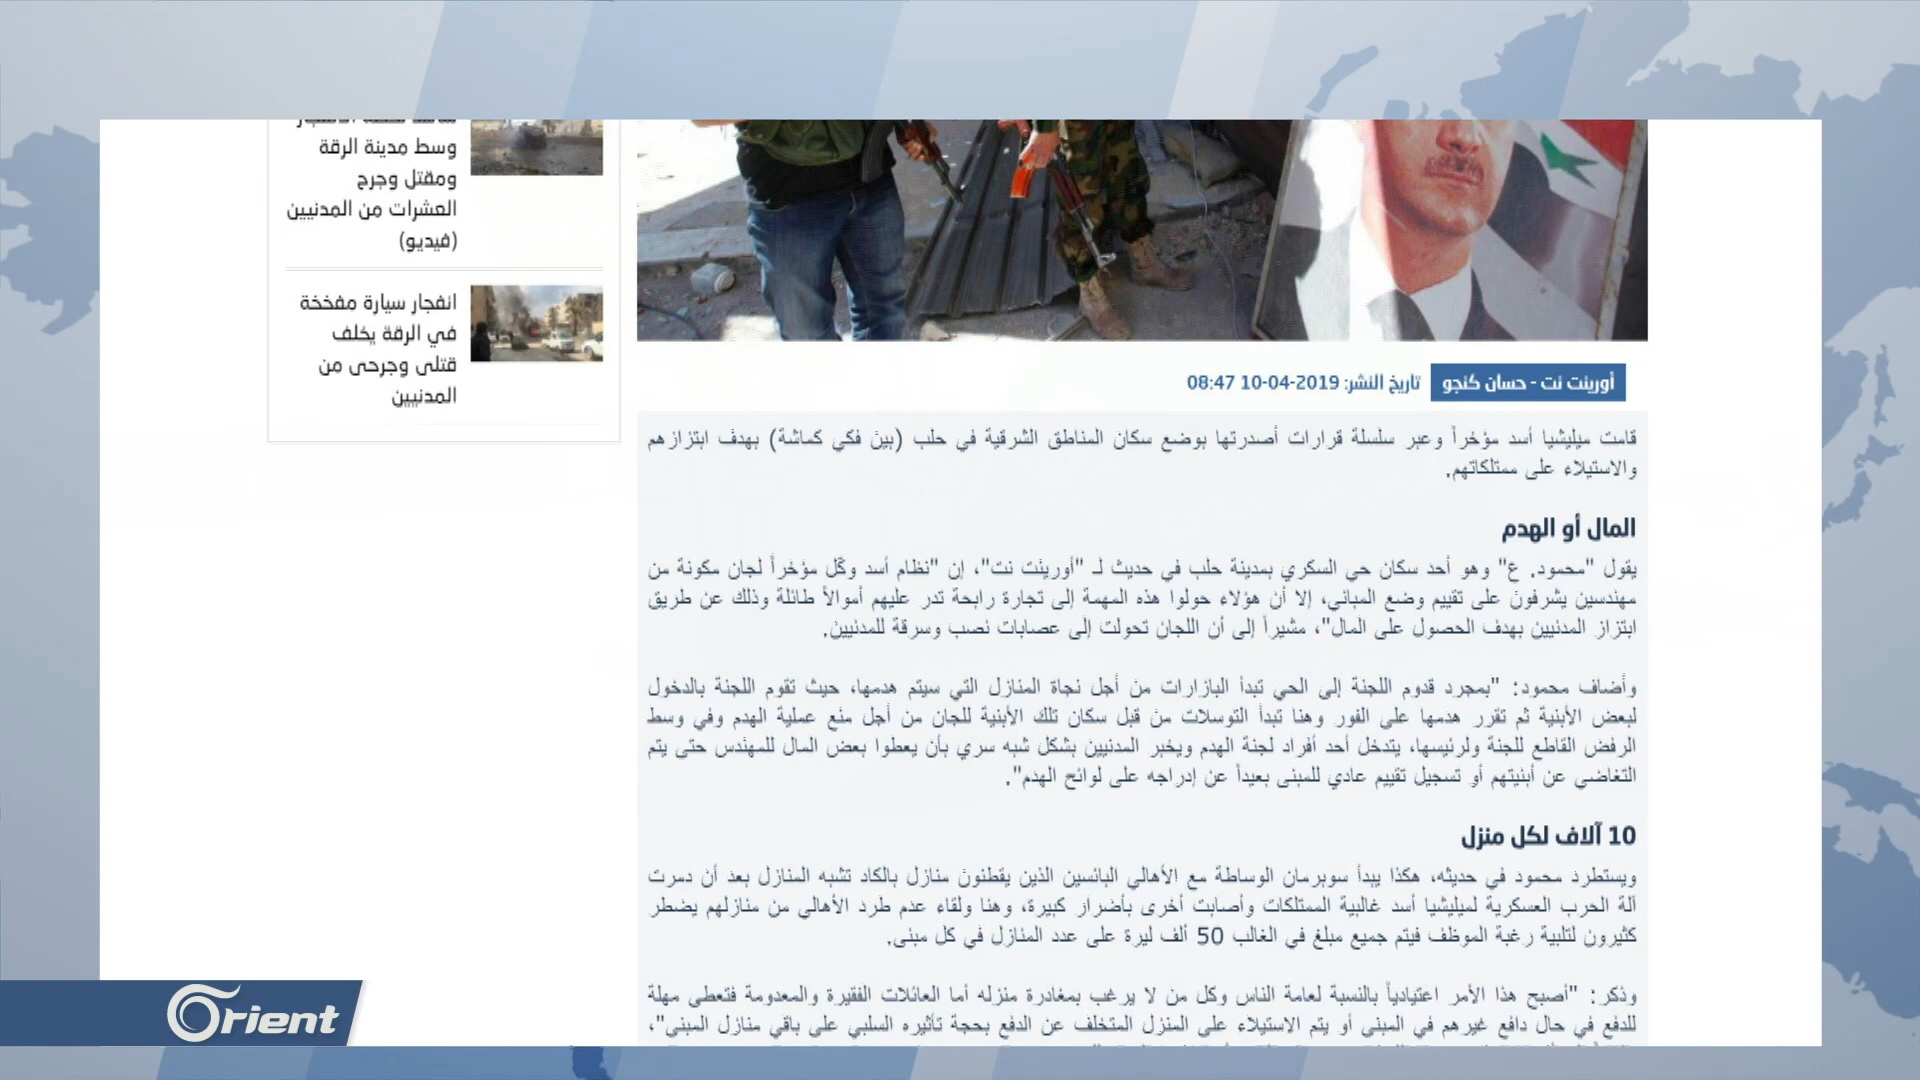 أورينت نت - حسان كنجو
تاريخ النشر: 2019-04-10 08:47
قامت ميليشيا أسد مؤخراً وعبر سلسلة قرارات أصدرتها بوضع سكان المناطق الشرقية في حلب (بين فكي كماشة) بهدف ابتزازهم
والاستيلاء على ممتلكاتهم.
المال أو الهدم
يقول "محمود. ع" وهو أحد سكان حي السكري بمدينة حلب في حديث لـ "أورينت نت"، إن "نظام أسد وكّل مؤخراً لجان مكونة من
مهندسين يشرفون على تقييم وضع المباني، إلا أن هؤلاء حولوا هذه المهمة إلى تجارة رابحة تدر عليهم أموالاً طائلة وذلك عن طريق
ابتزاز المدنيين بهدف الحصول على المال"، مشيراً إلى أن اللجان تحولت إلى عصابات نصب وسرقة للمدنيين.
وأضاف محمود: "بمجرد قدوم اللجنة إلى الحي تبدأ البازارات من أجل نجاة المنازل التي سيتم هدمها، حيث تقوم اللجنة بالدخول
لبعض الأبنية ثم تقرر هدمها على الفور وهنا تبدأ التوسلات من قبل سكان تلك الأبنية للجان من أجل منع عملية الهدم وفي وسط
الرفض القاطع للجنة ولرئيسها، يتدخل أحد أفراد لجنة الهدم ويخبر المدنيين بشكل شبه سري بأن يعطوا بعض المال للمهندس حتى يتم
التغاضي عن أبنيتهم أو تسجيل تقييم عادي للمبنى بعيداً عن إدراجه على لوائح الهدم".
10 آلاف لكل منزل
ويستطرد محمود في حديثه، هكذا يبدأ سوبرمان الوساطة مع الأهالي البائسين الذين يقطنون منازل بالكاد تشبه المنازل بعد أن دمرت
آلة الحرب العسكرية لميليشيا أسد غالبية الممتلكات وأصابت أخرى بأضرار كبيرة، وهنا ولقاء عدم طرد الأهالي من منازلهم يضطر
كثيرون لتلبية رغبة الموظف فيتم جميع مبلغ في الغالب 50 ألف ليرة على عدد المنازل في كل مبنى.
وذكر: "أصبح هذا الأمر اعتيادياً بالنسبة لعامة الناس وكل من لا يرغب بمغادرة منزله أما العائلات الفقيرة والمعدومة فتعطى مهلة
للدفع في حال دافع غيرهم في المبنى أو يتم الاستيلاء على المنزل المتخلف عن الدفع بحجة تأثيره السلبي على باقي منازل المبنى"،
وسط مدينة الرقة
ومقتل وجرح
العشرات من المدنيين
(فيديو)
انفجار سيارة مفخخة
في الرقة يخلف
قتلى وجرحى من
المدنيين
Orient